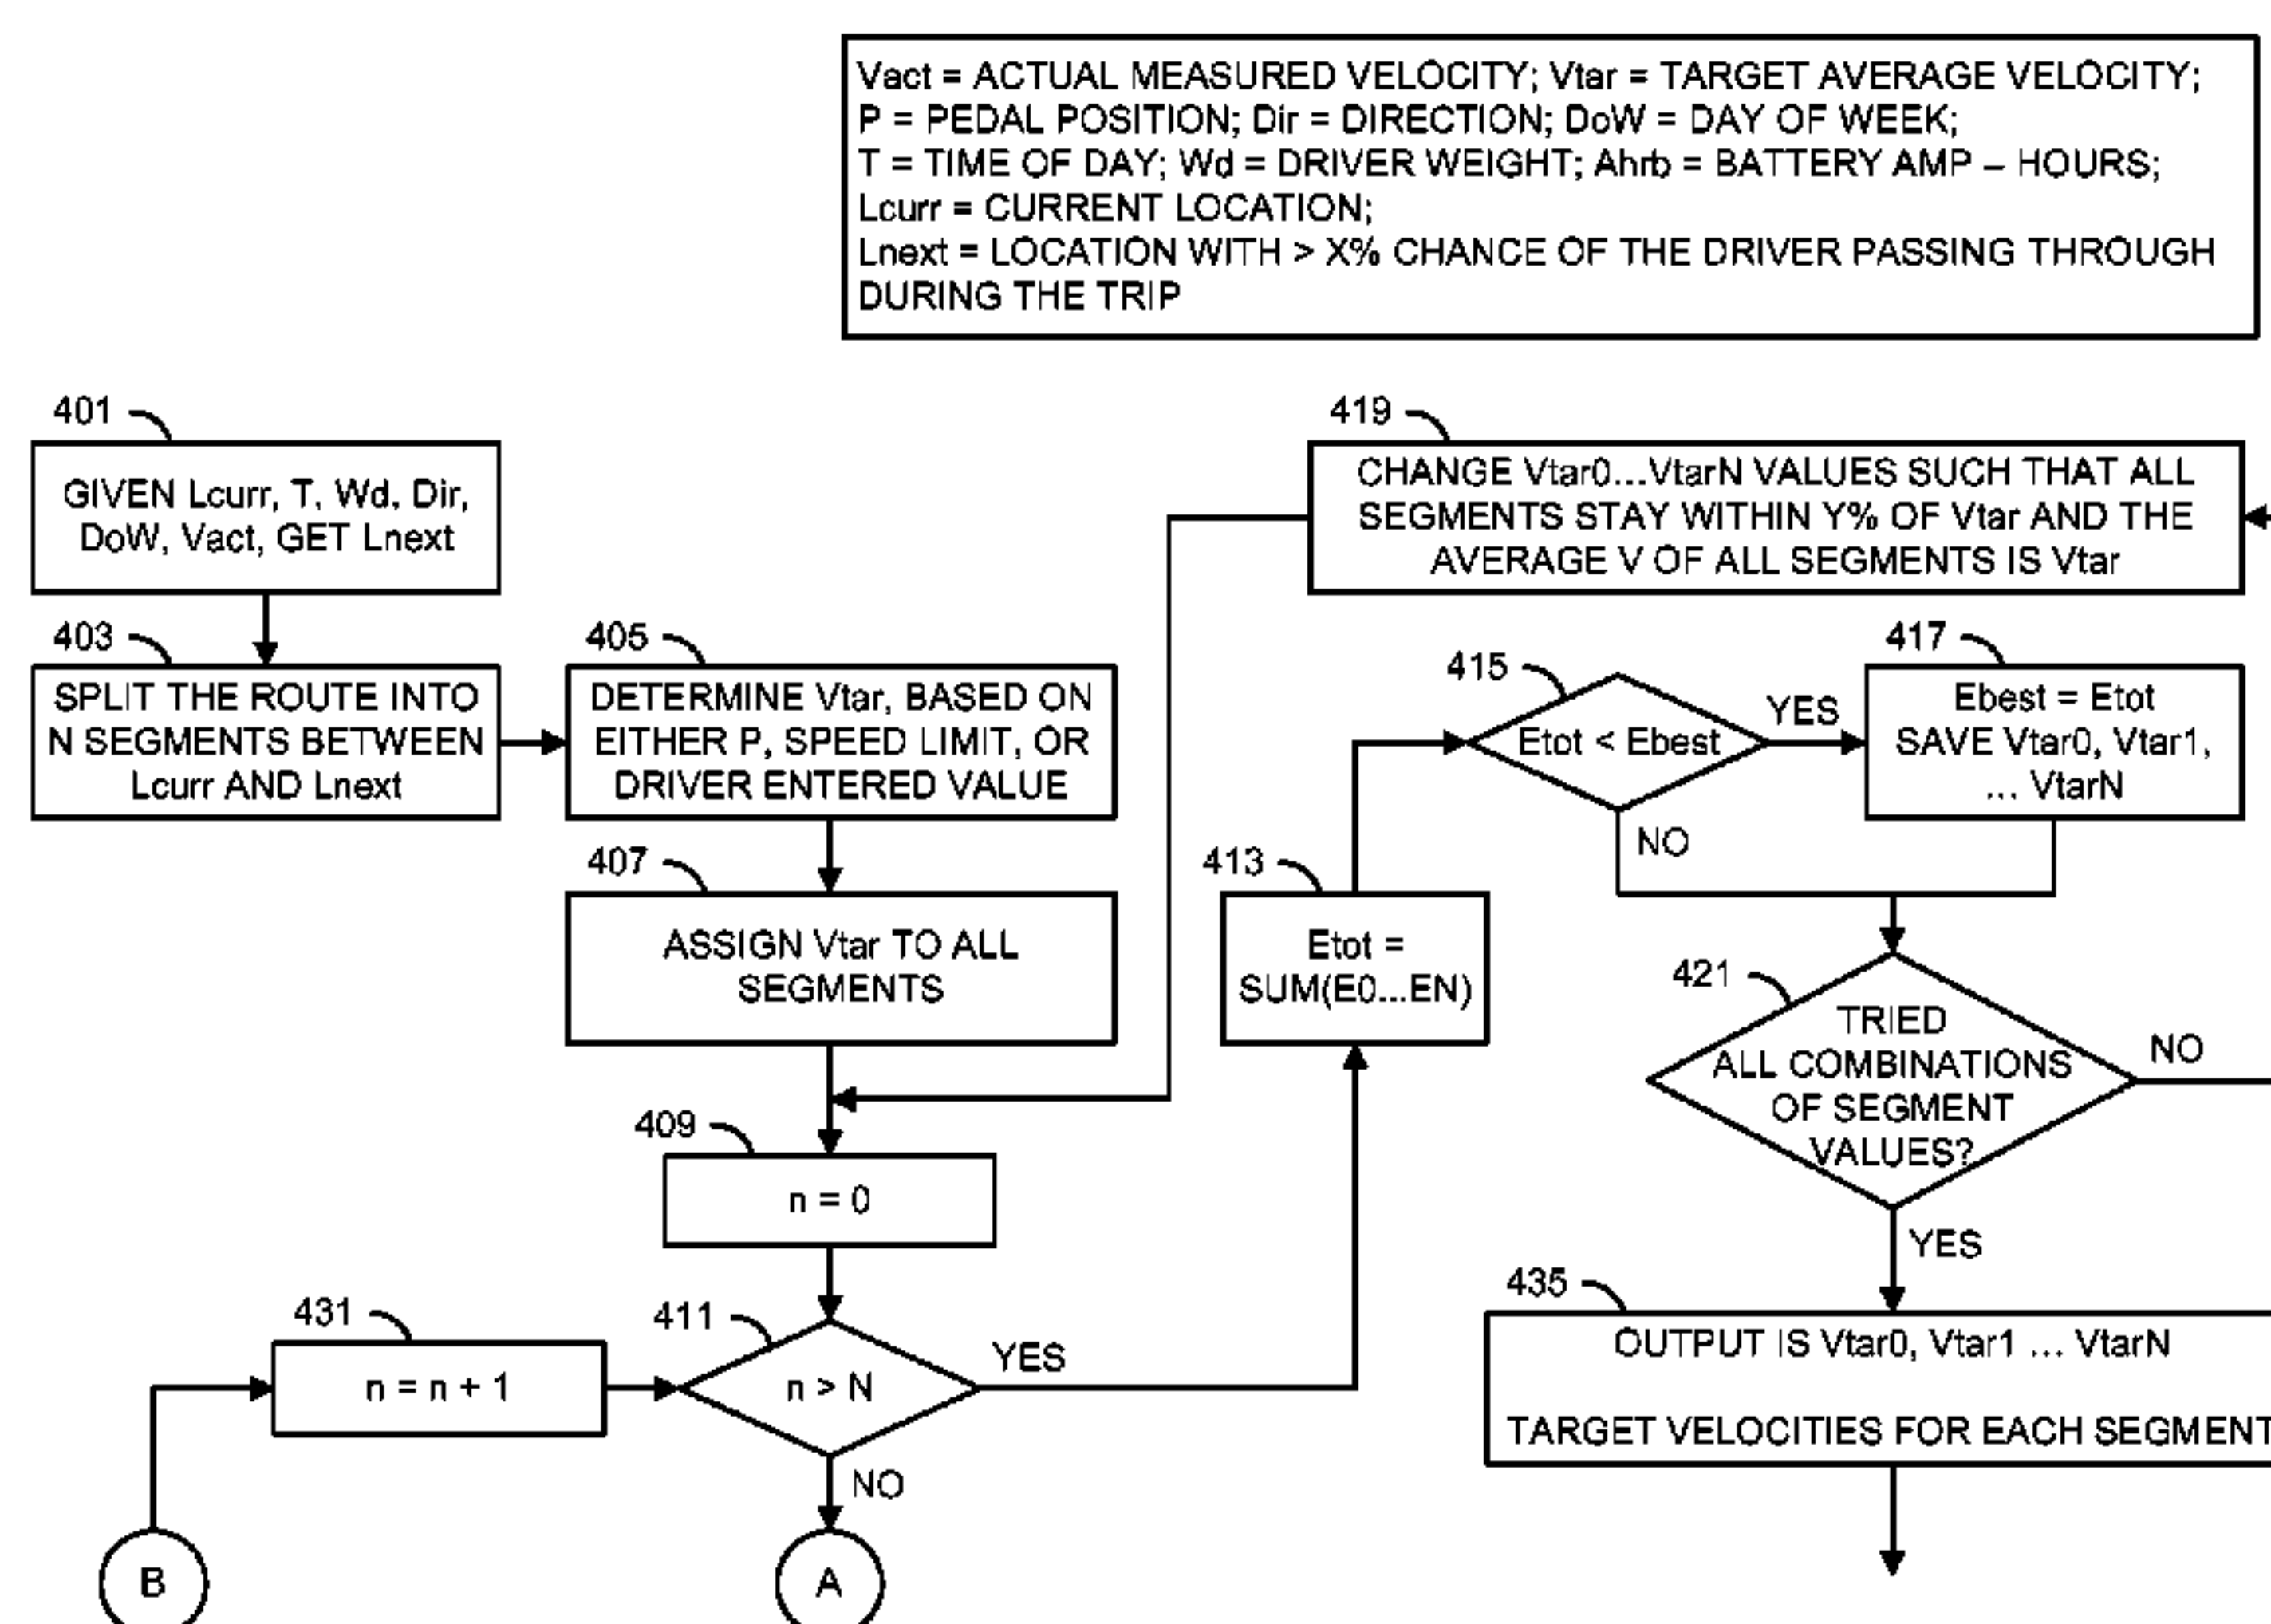 Vact = ACTUAL MEASURED VELOCITY; Vtar = TARGET AVERAGE VELOCITY;
P = PEDAL POSITION; Dir = DIRECTION; DoW = DAY OF WEEK;
T = TIME OF DAY; Wd = DRIVER WEIGHT; Ahrb = BATTERY AMP – HOURS;
Lcurr = CURRENT LOCATION;
Lnext = LOCATION WITH > X% CHANCE OF THE DRIVER PASSING THROUGH
DURING THE TRIP
401
GIVEN Lcurr, T, Wd, Dir,
DoW, Vact, GET Lnext
403
SPLIT THE ROUTE INTO
N SEGMENTS BETWEEN
Lcurr AND Lnext
405
DETERMINE Vtar, BASED ON
EITHER P, SPEED LIMIT, OR
DRIVER ENTERED VALUE
407
ASSIGN Vtar TO ALL
SEGMENTS
409
n = 0
431
n = n + 1
411
n > N
YES
NO
B
A
413
Etot =
SUM(E0...EN)
415
Etot < Ebest
YES
NO
417
Ebest = Etot
SAVE Vtar0, Vtar1,
... VtarN
419
CHANGE Vtar0...VtarN VALUES SUCH THAT ALL
SEGMENTS STAY WITHIN Y% OF Vtar AND THE
AVERAGE V OF ALL SEGMENTS IS Vtar
421
TRIED
ALL COMBINATIONS
OF SEGMENT
VALUES?
NO
YES
435
OUTPUT IS Vtar0, Vtar1 ... VtarN
TARGET VELOCITIES FOR EACH SEGMENT